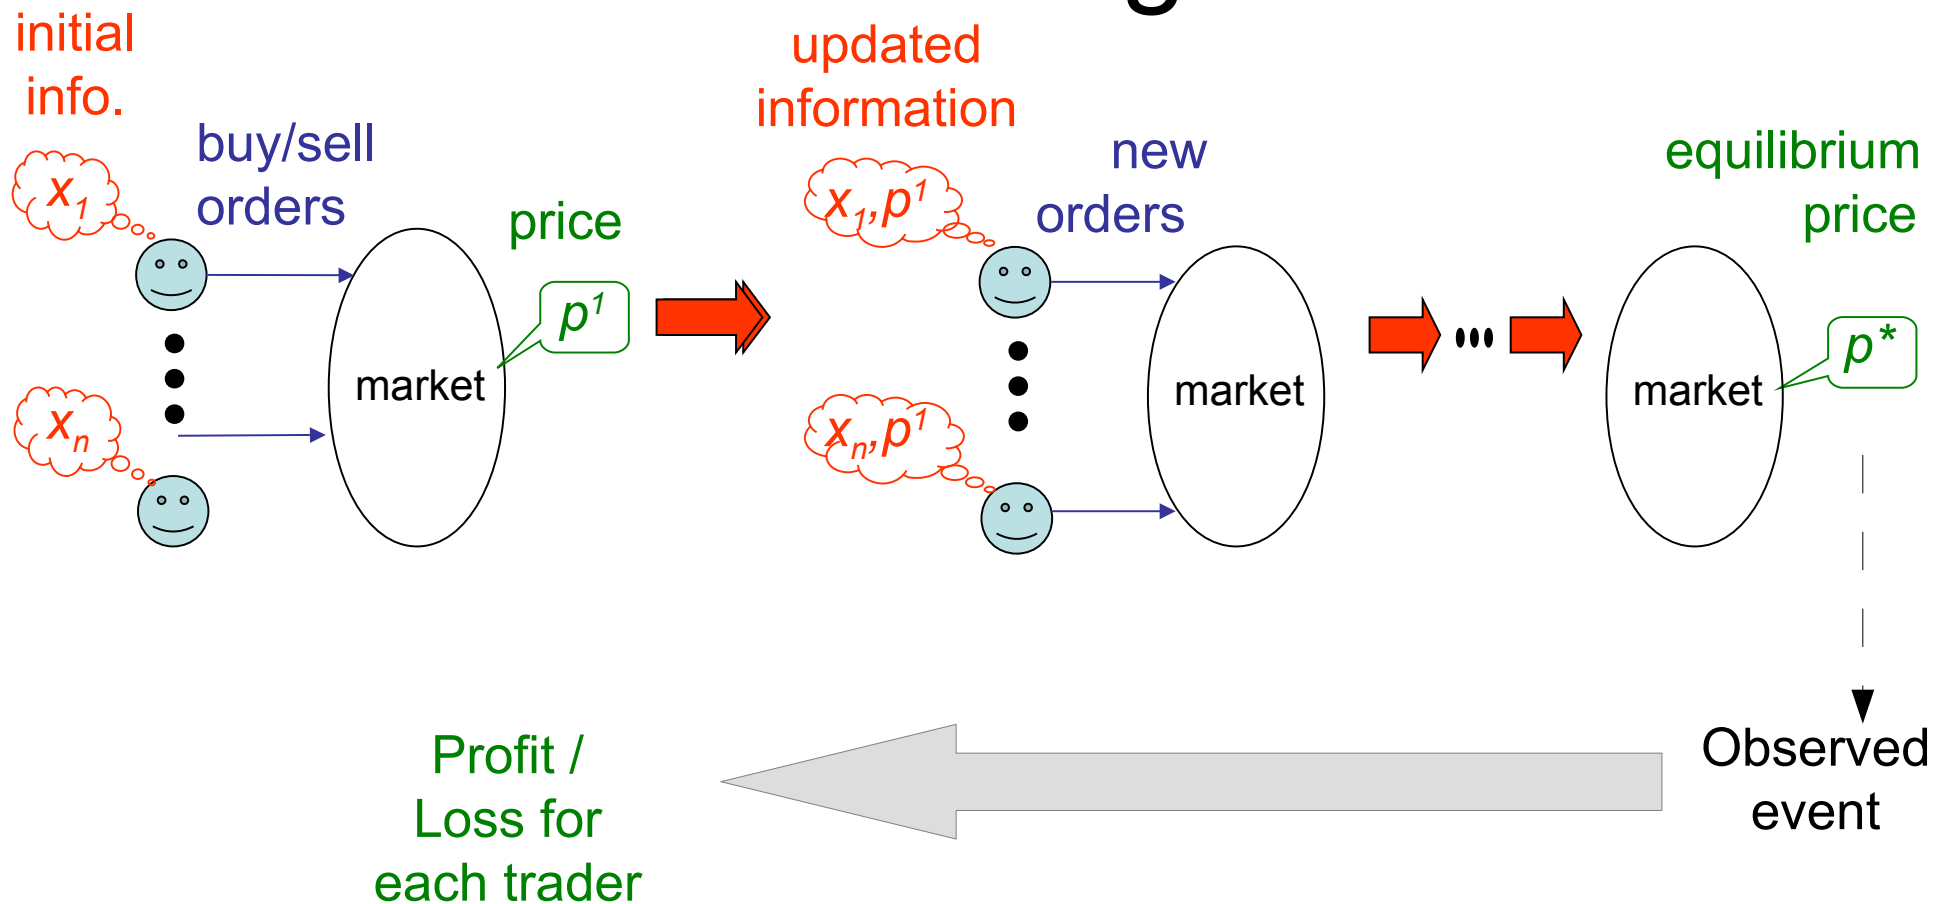 initial
info.
x1
buy/sell
orders
price
p1
market
xn
updated
information
x1,p1
new
orders
market
xn,p1
equilibrium
price
p*
market
Observed
event
Profit /
Loss for
each trader